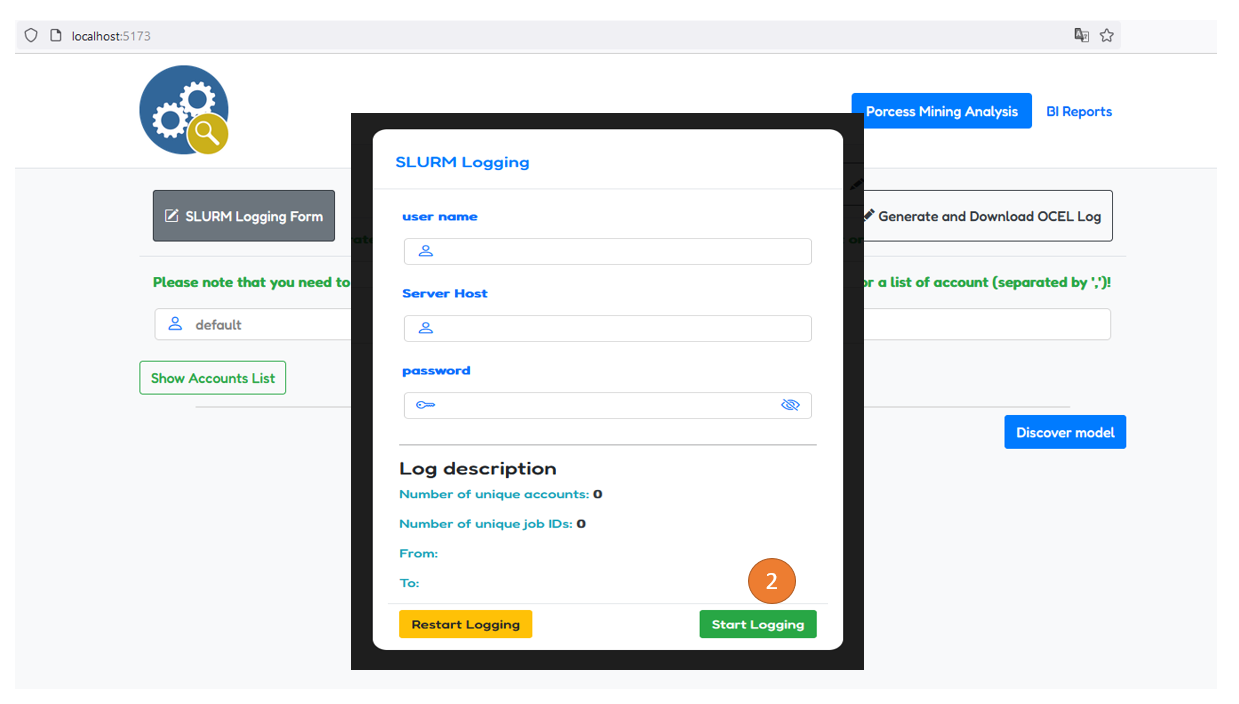 localhost:5173
Porcess Mining Analysis
BI Reports
SLURM Logging
SLURM Logging Form
Generate and Download OCEL Log
user name
Please note that you need to
or a list of account (separated by ',')!
Server Host
default
password
Show Accounts List
Discover model
Log description
Number of unique accounts: 0
Number of unique job IDs: 0
From:
To:
2
Restart Logging
Start Logging